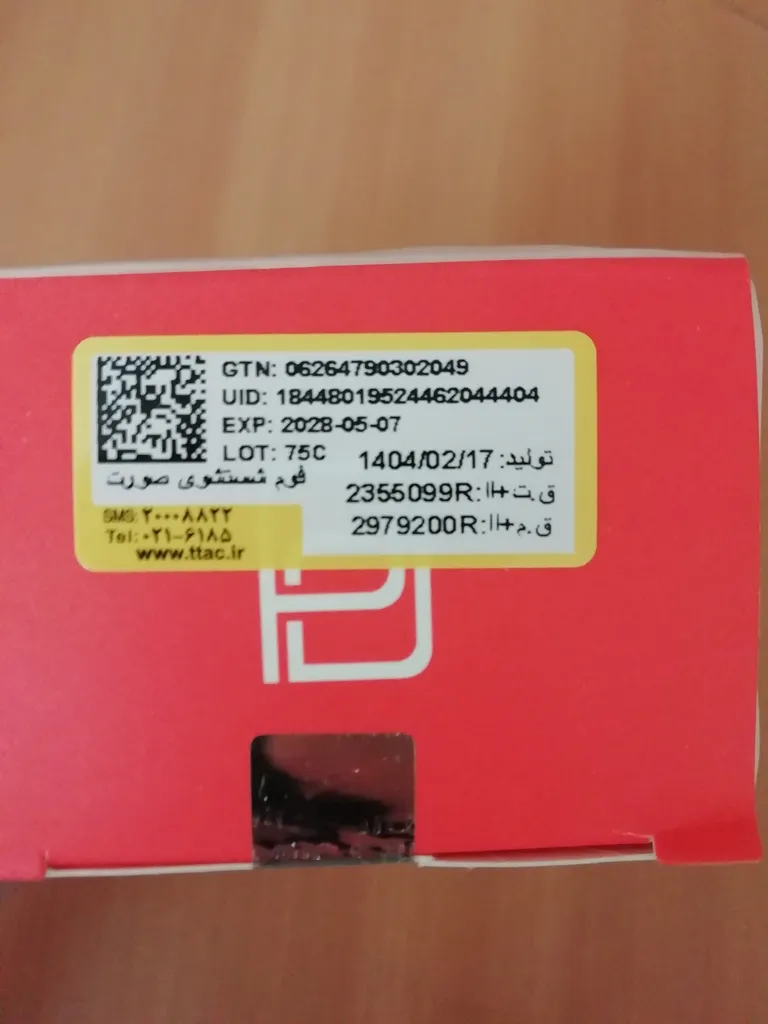 GTN: 06264790302049
UID: 18448019524462044404
EXP: 2028-05-07
LOT: 75C
فوم شستشوی صورت
تولید: 1404/02/17
ق.ت+اا: 2355099R
ق.م+اا: 2979200R
SMS: ۲۰۰۰۸۸۲۲
Tel: ۰۲۱-۶۱۸۵
www.ttac.ir